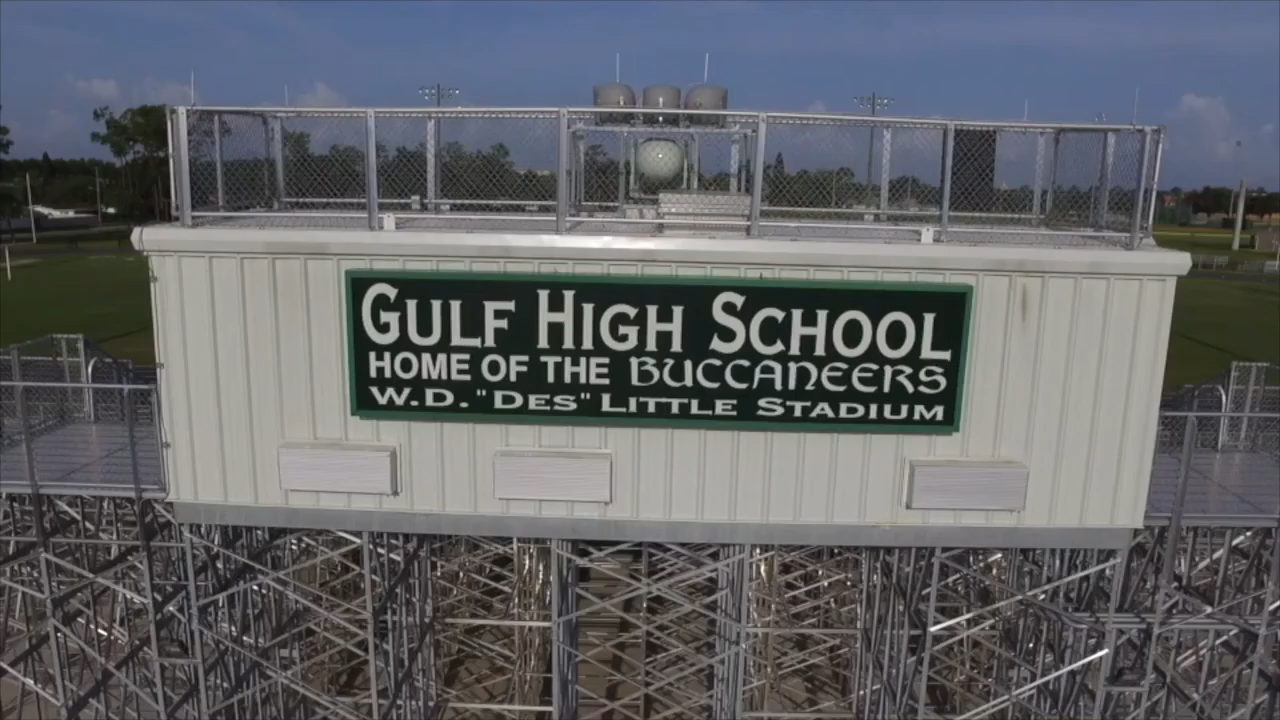 GULF HIGH SCHOOL
HOME OF THE BUCCANEERS
W.D. "DES" LITTLE STADIUM